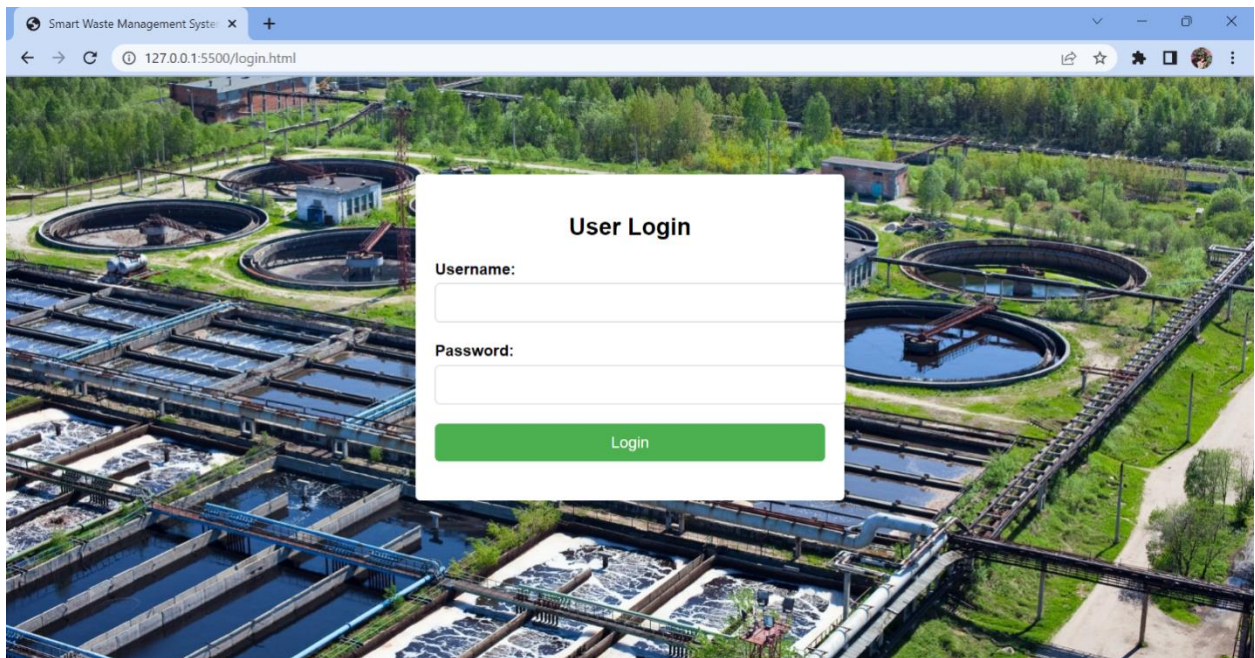 Smart Waste Management Syste
127.0.0.1:5500/login.html
User Login
Username:
Password:
Login